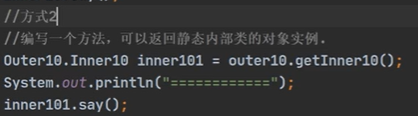 //方式2
//编写一个方法，可以返回静态内部类的对象实例.
Outer10.Inner10 inner101 = outer10.getInner10();
System.out.println("============");
inner101.say();